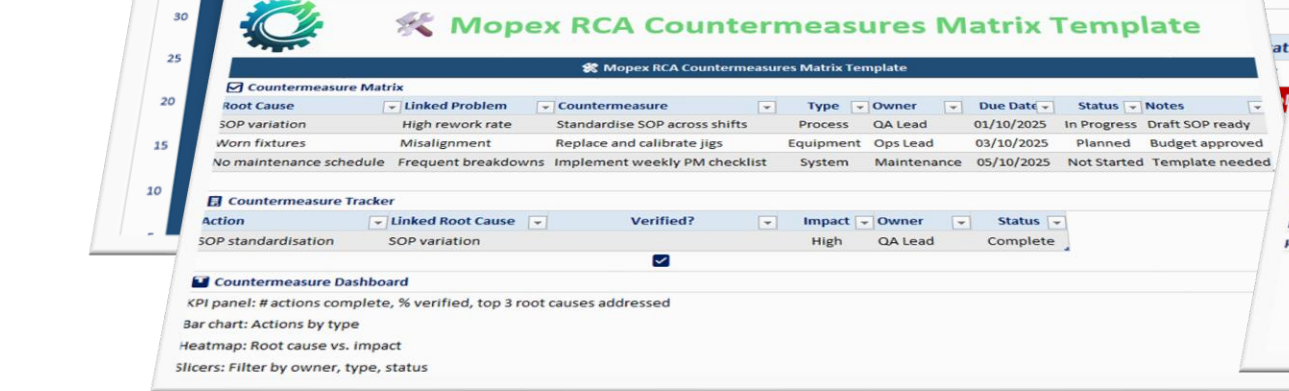 30
25
20
15
10
Mopex RCA Countermeasures Matrix Template
Mopex RCA Countermeasures Matrix Template
Countermeasure Matrix
Root Cause Linked Problem Countermeasure Type Owner Due Date Status Notes
SOP variation High rework rate Standardise SOP across shifts Process QA Lead 01/10/2025 In Progress Draft SOP ready
Worn fixtures Misalignment Replace and calibrate jigs Equipment Ops Lead 03/10/2025 Planned Budget approved
No maintenance schedule Frequent breakdowns Implement weekly PM checklist System Maintenance 05/10/2025 Not Started Template needed
Countermeasure Tracker
Action Linked Root Cause Verified? Impact Owner Status
SOP standardisation SOP variation High QA Lead Complete
Countermeasure Dashboard
KPI panel: # actions complete, % verified, top 3 root causes addressed
Bar chart: Actions by type
Heatmap: Root cause vs. impact
Slicers: Filter by owner, type, status